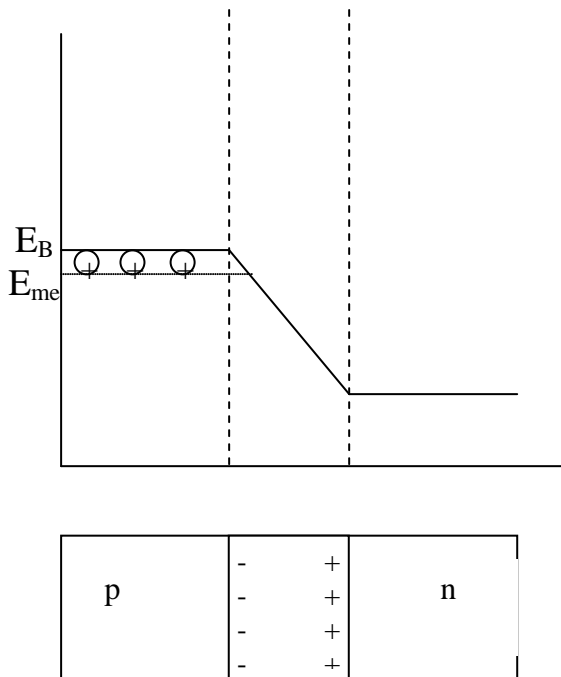 E_B
E_me
+ + +
p - + n
- +
- +
- +